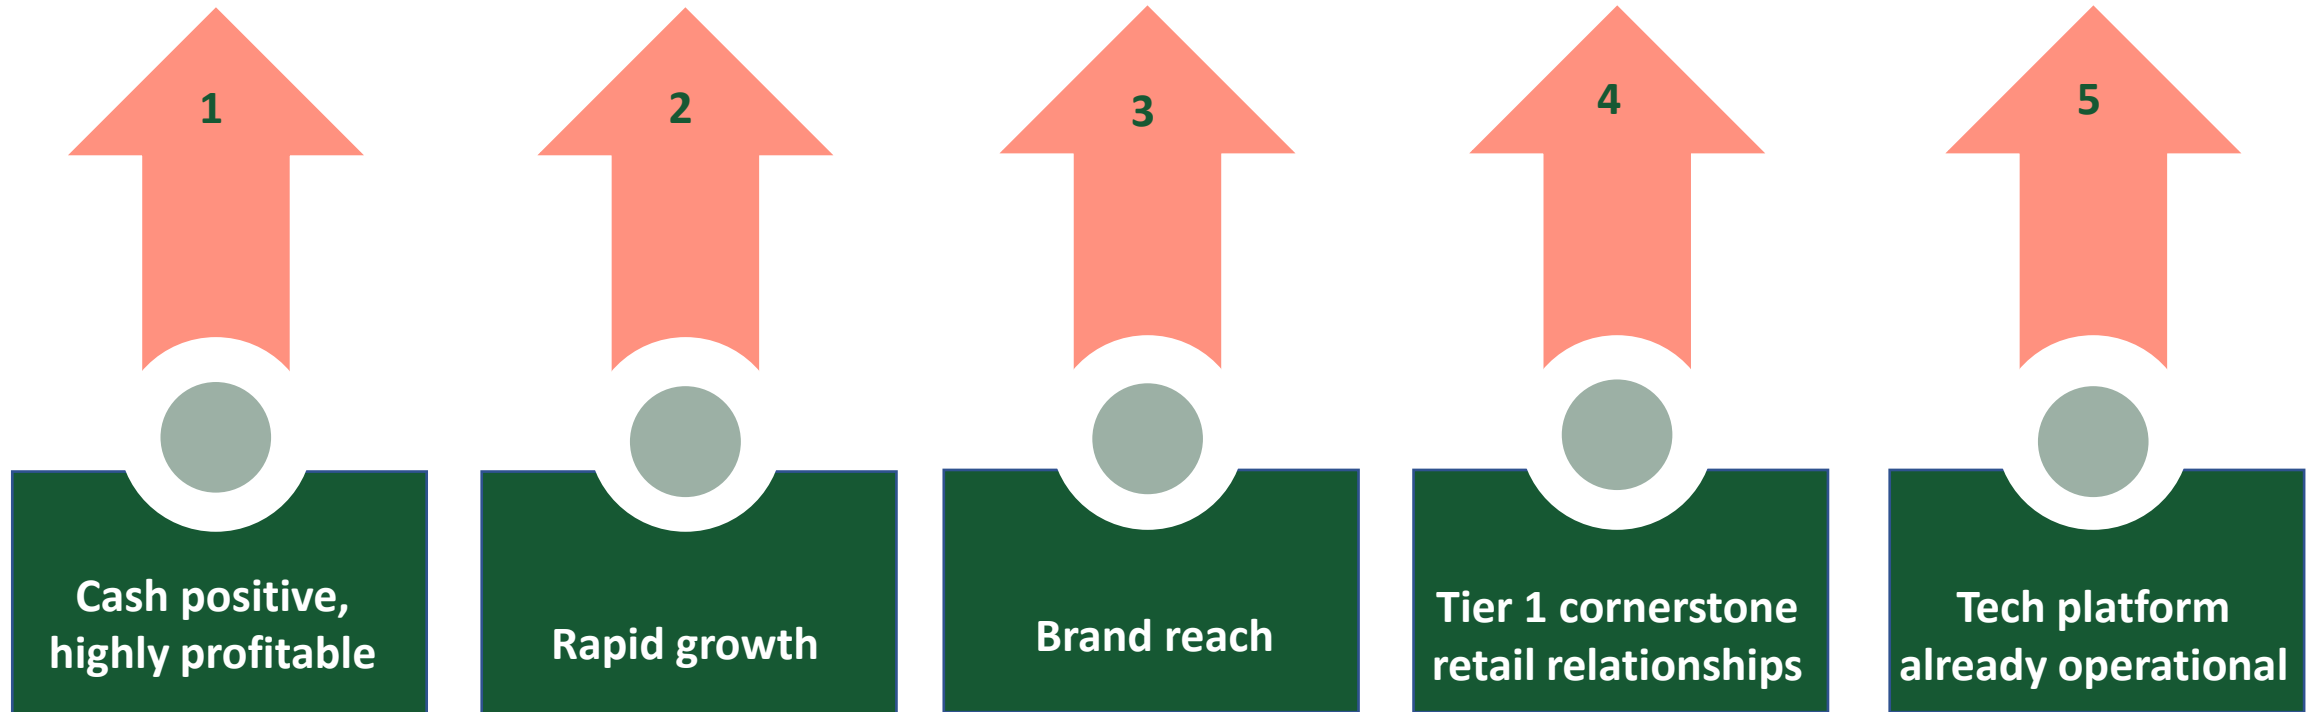 1
2
3
4
5
Cash positive,
highly profitable
Rapid growth
Brand reach
Tier 1 cornerstone
retail relationships
Tech platform
already operational